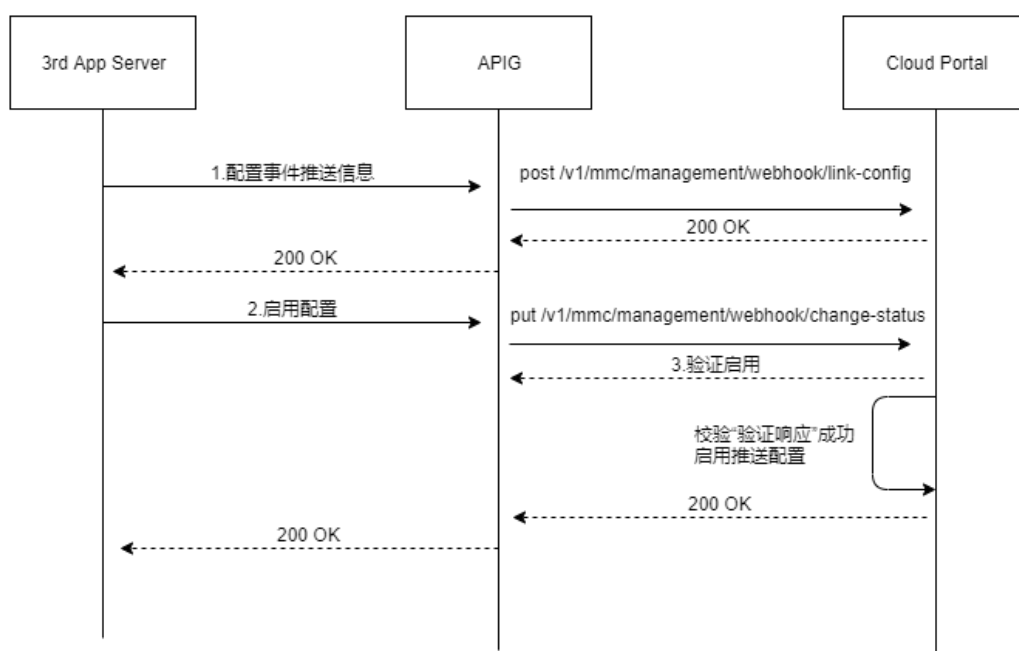 3rd App Server
APIG
Cloud Portal
1.配置事件推送信息
post /v1/mmc/management/webhook/link-config
200 OK
200 OK
2.启用配置
put /v1/mmc/management/webhook/change-status
3.验证启用
校验“验证响应”成功
启用推送配置
200 OK
200 OK